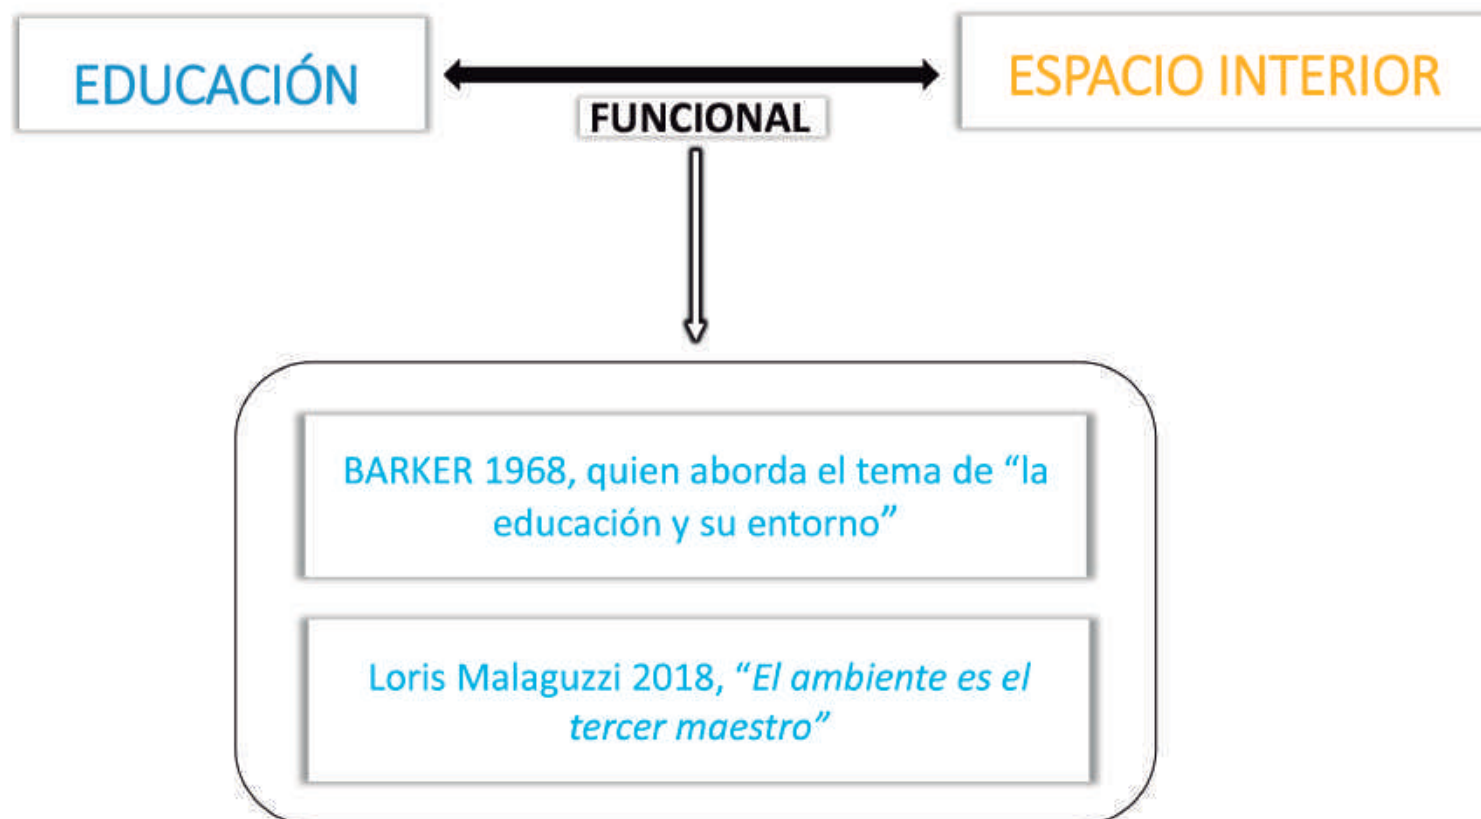 EDUCACIÓN
ESPACIO INTERIOR
FUNCIONAL
BARKER 1968, quien aborda el tema de “la
educación y su entorno”
Loris Malaguzzi 2018, “El ambiente es el
tercer maestro”